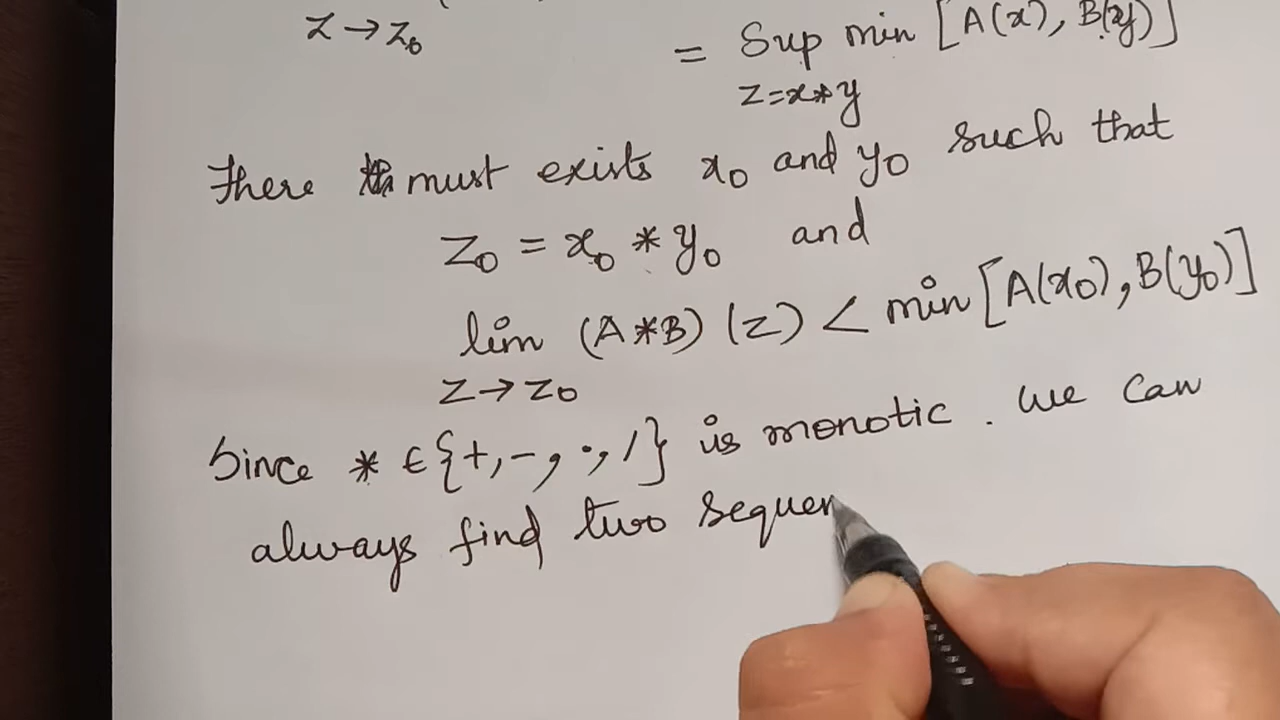 z → z₀
= Sup min [A(x), B(y)]
z=x*y
There must exists x₀ and y₀ such that
z₀ = x₀ * y₀ and
lim (A*B) (z) < min [A(x₀), B(y₀)]
z → z₀
Since * ∈ {+, -, ·, /} is monotic. We can
always find two sequen